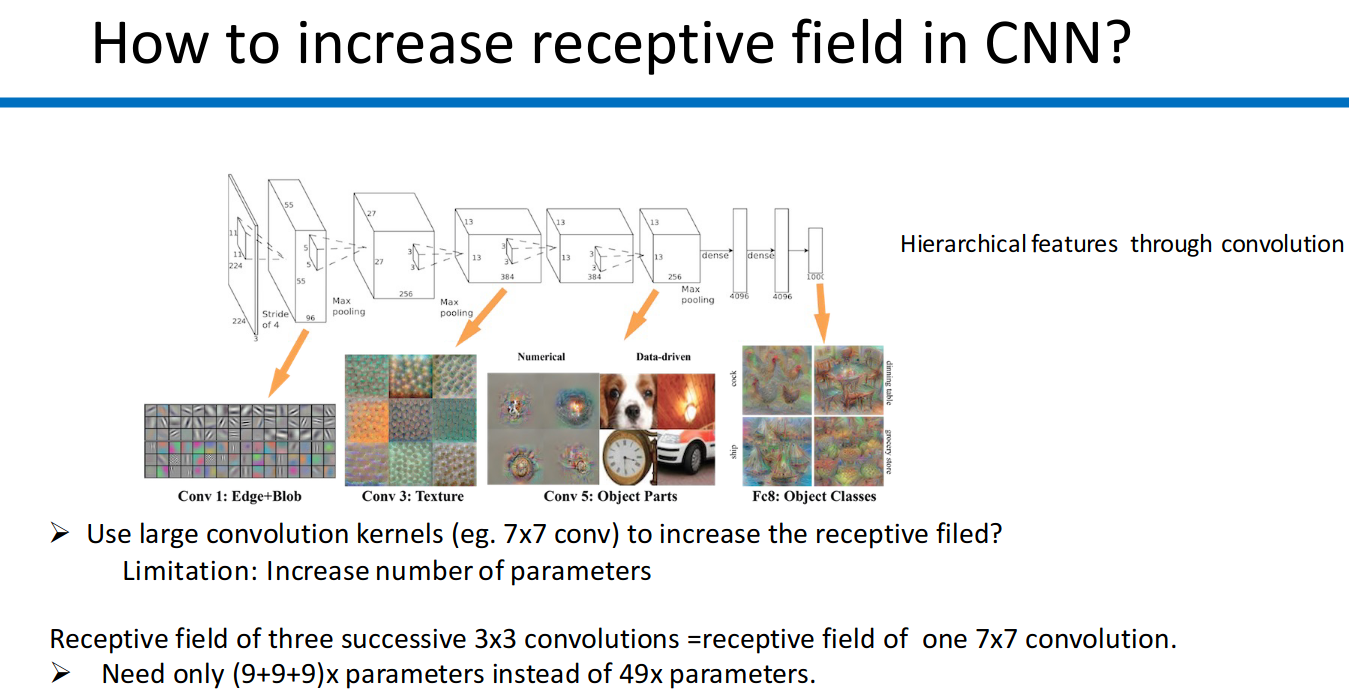 How to increase receptive field in CNN?
Hierarchical features through convolution
11
11
224
224
3
Stride
of 4
55
55
96
5
5
Max
pooling
27
27
256
3
3
Max
pooling
13
13
384
3
3
13
13
384
3
3
13
13
256
Max
pooling
dense
4096
dense
4096
1000
Numerical
Data-driven
cock
ship
dinning table
grocery store
Conv 1: Edge+Blob
Conv 3: Texture
Conv 5: Object Parts
Fc8: Object Classes
➢ Use large convolution kernels (eg. 7x7 conv) to increase the receptive filed?
Limitation: Increase number of parameters
Receptive field of three successive 3x3 convolutions =receptive field of one 7x7 convolution.
➢ Need only (9+9+9)x parameters instead of 49x parameters.